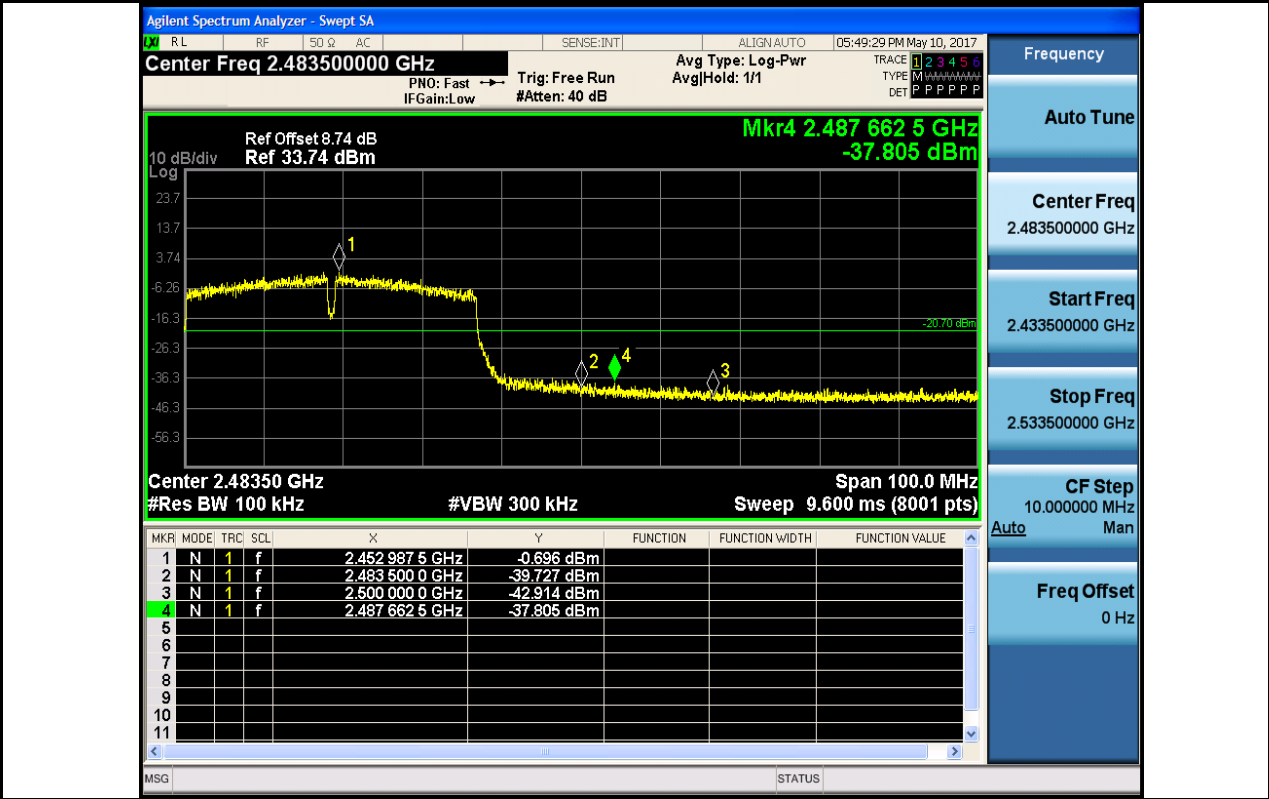 Agilent Spectrum Analyzer - Swept SA
LXI RL RF 50 Ω AC SENSE:INT ALIGN AUTO 05:49:29 PM May 10, 2017
Center Freq 2.483500000 GHz
PNO: Fast
IFGain:Low
Trig: Free Run
#Atten: 40 dB
Avg Type: Log-Pwr
Avg|Hold: 1/1
TRACE 1 2 3 4 5 6
TYPE M WWWWW
DET P P P P P P
Mkr4 2.487 662 5 GHz
-37.805 dBm
Ref Offset 8.74 dB
10 dB/div Ref 33.74 dBm
Log
23.7
13.7
3.74
-6.26
-16.3
-26.3
-36.3
-46.3
-56.3
1
2
4
3
-20.70 dBm
Center 2.48350 GHz Span 100.0 MHz
#Res BW 100 kHz #VBW 300 kHz Sweep 9.600 ms (8001 pts)
MKR MODE TRC SCL X Y FUNCTION FUNCTION WIDTH FUNCTION VALUE
1 N 1 f 2.452 987 5 GHz -0.696 dBm
2 N 1 f 2.483 500 0 GHz -39.727 dBm
3 N 1 f 2.500 000 0 GHz -42.914 dBm
4 N 1 f 2.487 662 5 GHz -37.805 dBm
5
6
7
8
9
10
11
MSG STATUS
Frequency
Auto Tune
Center Freq
2.483500000 GHz
Start Freq
2.433500000 GHz
Stop Freq
2.533500000 GHz
CF Step
10.000000 MHz
Auto Man
Freq Offset
0 Hz